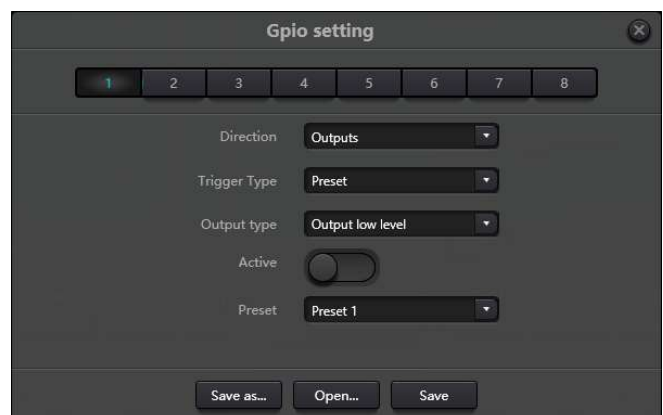 Gpio setting
1 2 3 4 5 6 7 8
Direction Outputs
Trigger Type Preset
Output type Output low level
Active
Preset Preset 1
Save as... Open... Save